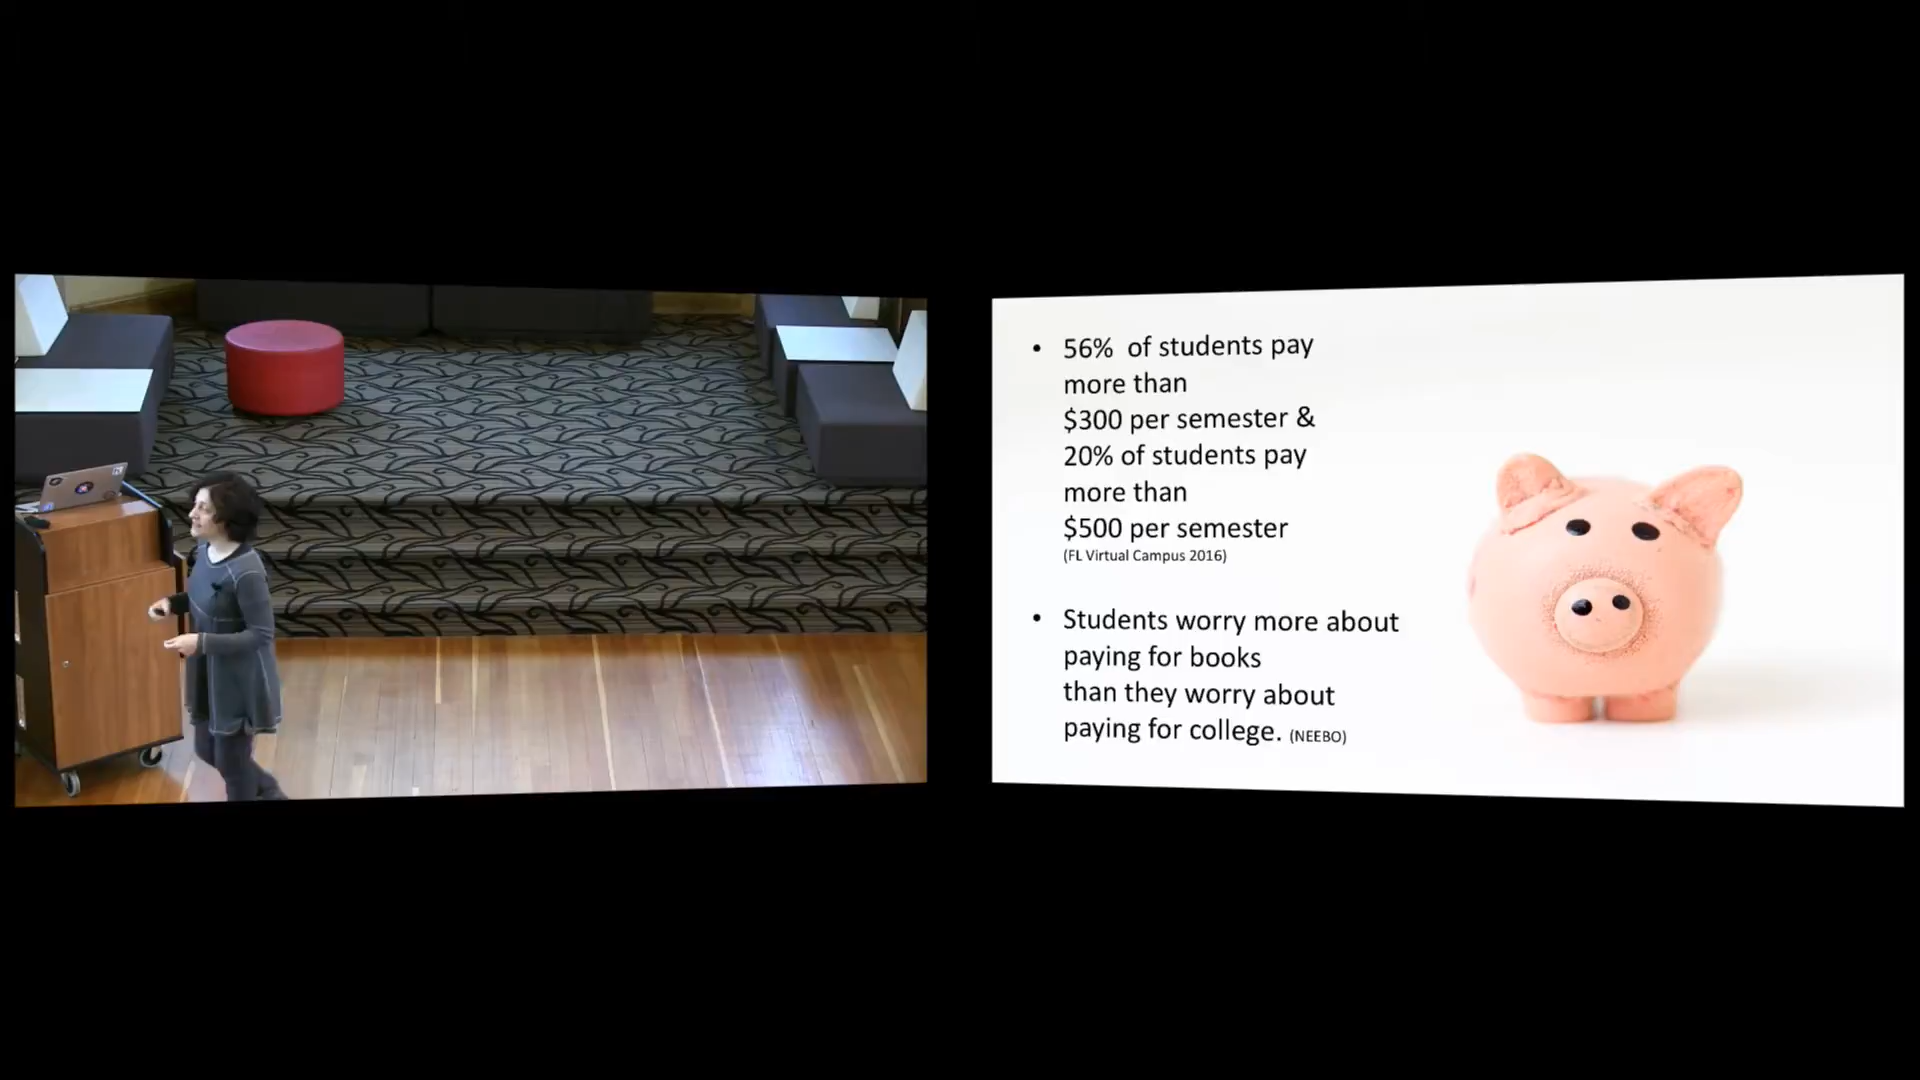 • 56%  of students pay
more than
$300 per semester &
20% of students pay
more than
$500 per semester
(FL Virtual Campus 2016)
• Students worry more about
paying for books
than they worry about
paying for college. (NEEBO)